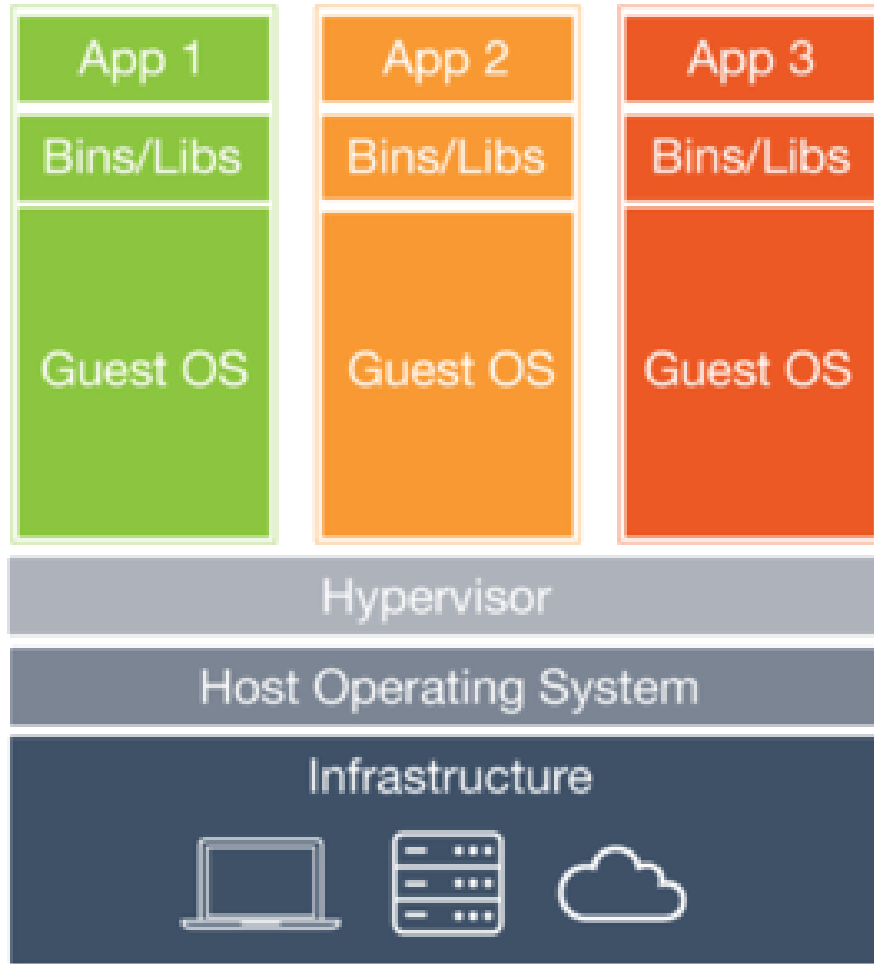 App 1
App 2
App 3
Bins/Libs
Bins/Libs
Bins/Libs
Guest OS
Guest OS
Guest OS
Hypervisor
Host Operating System
Infrastructure